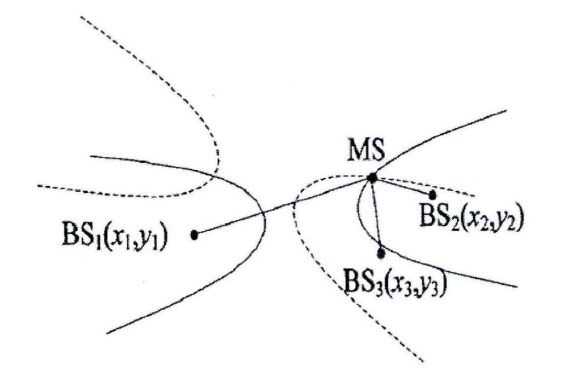 MS
BS₂(x₂,y₂)
BS₁(x₁,y₁)
BS₃(x₃,y₃)